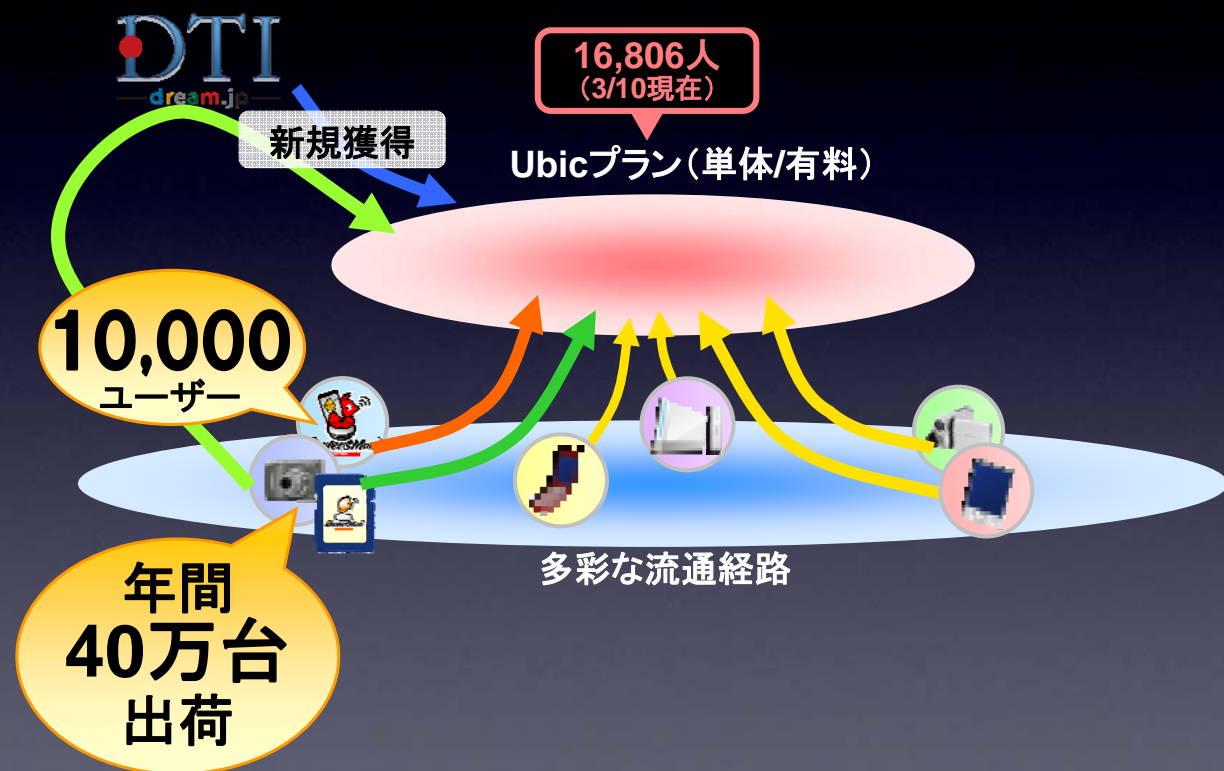 DTI
dream.jp
16,806人
（3/10現在）
新規獲得
Ubicプラン（単体/有料）
10,000
ユーザー
多彩な流通経路
年間
40万台
出荷